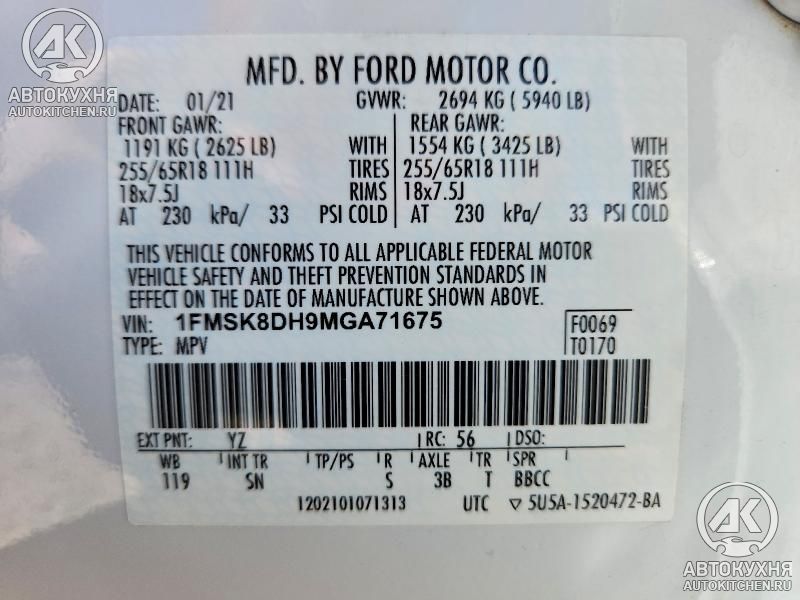 АК
АВТОКУХНЯ
AUTOKITCHEN.RU
MFD. BY FORD MOTOR CO.
DATE: 01/21 GVWR: 2694 KG ( 5940 LB)
FRONT GAWR: REAR GAWR:
1191 KG ( 2625 LB) WITH 1554 KG ( 3425 LB) WITH
255/65R18 111H TIRES 255/65R18 111H TIRES
18x7.5J RIMS 18x7.5J RIMS
AT 230 kPa/ 33 PSI COLD AT 230 kPa/ 33 PSI COLD
THIS VEHICLE CONFORMS TO ALL APPLICABLE FEDERAL MOTOR
VEHICLE SAFETY AND THEFT PREVENTION STANDARDS IN
EFFECT ON THE DATE OF MANUFACTURE SHOWN ABOVE.
VIN: 1FMSK8DH9MGA71675 F0069
TYPE: MPV T0170
EXT PNT: YZ RC: 56 DSO:
WB INT TR TP/PS R AXLE TR SPR
119 SN S 3B T BBCC
1202101071313 UTC ▽ 5U5A-1520472-BA
АК
АВТОКУХНЯ
AUTOKITCHEN.RU